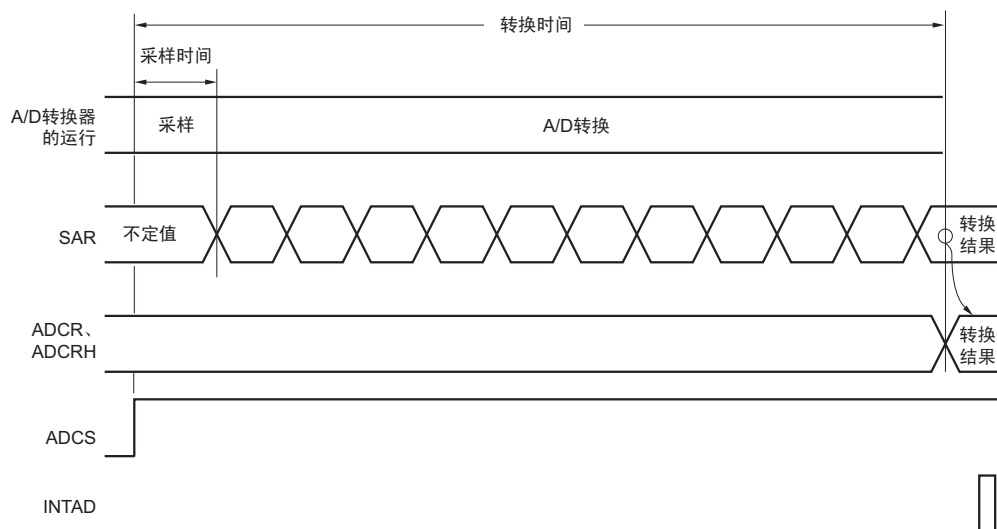 转换时间
采样时间
A/D转换器
的运行
采样
A/D转换
SAR
不定值
转换
结果
ADCR、
ADCRH
转换
结果
ADCS
INTAD